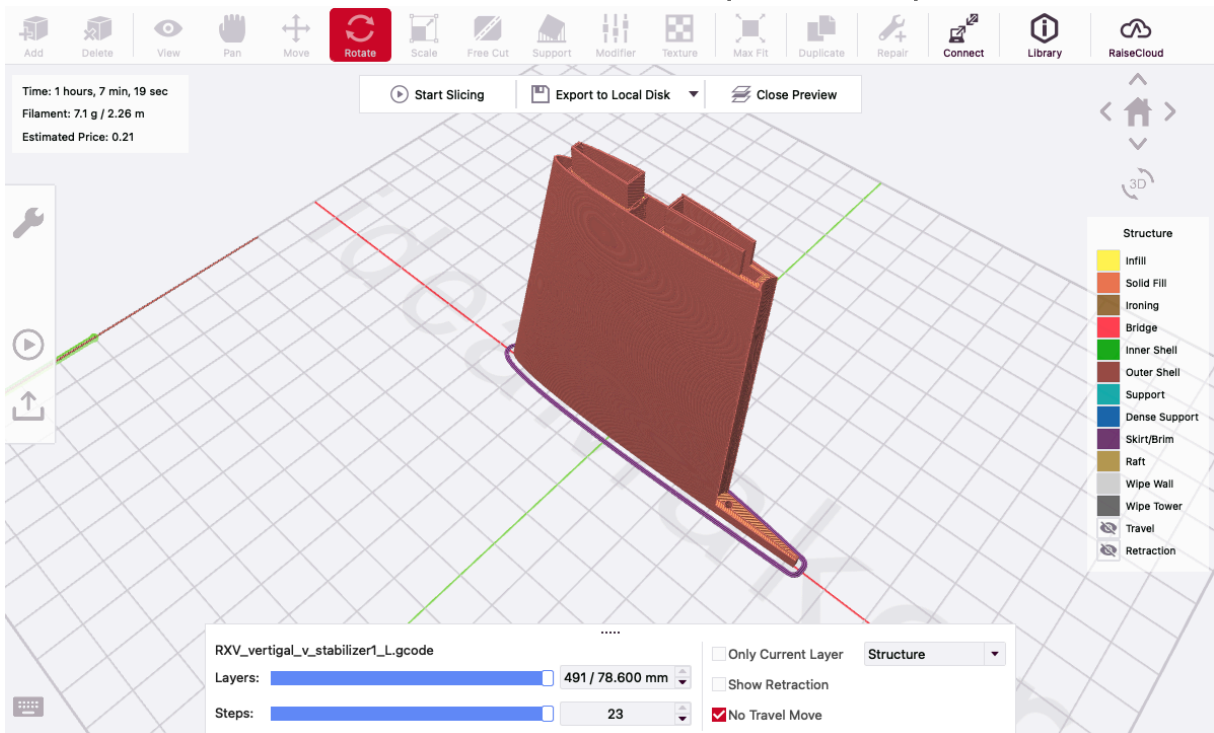 Add
Delete
View
Pan
Move
Rotate
Scale
Free Cut
Support
Modifier
Texture
Max Fit
Duplicate
Repair
Connect
Library
RaiseCloud
Time: 1 hours, 7 min, 19 sec
Filament: 7.1 g / 2.26 m
Estimated Price: 0.21
Start Slicing
Export to Local Disk
Close Preview
3D
Structure
Infill
Solid Fill
Ironing
Bridge
Inner Shell
Outer Shell
Support
Dense Support
Skirt/Brim
Raft
Wipe Wall
Wipe Tower
Travel
Retraction
RXV_vertigal_v_stabilizer1_L.gcode
Layers:
491 / 78.600 mm
Steps:
23
Only Current Layer
Structure
Show Retraction
No Travel Move